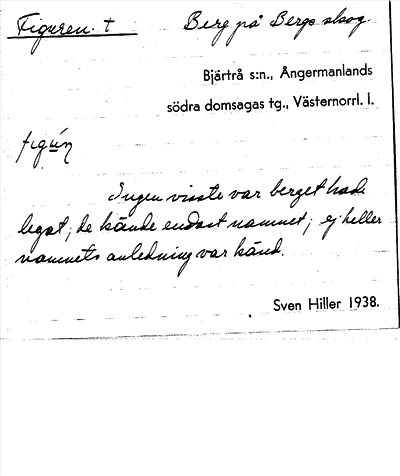 Figuren. † Berg på Bergs skog
Bjärtrå s:n., Ångermanlands
södra domsagas tg., Västernorrl. l.
figú̱n
Ingen visste var berget hade
legat; de kände endast namnet; ej heller
namnets anledning var känd.
Sven Hiller 1938.